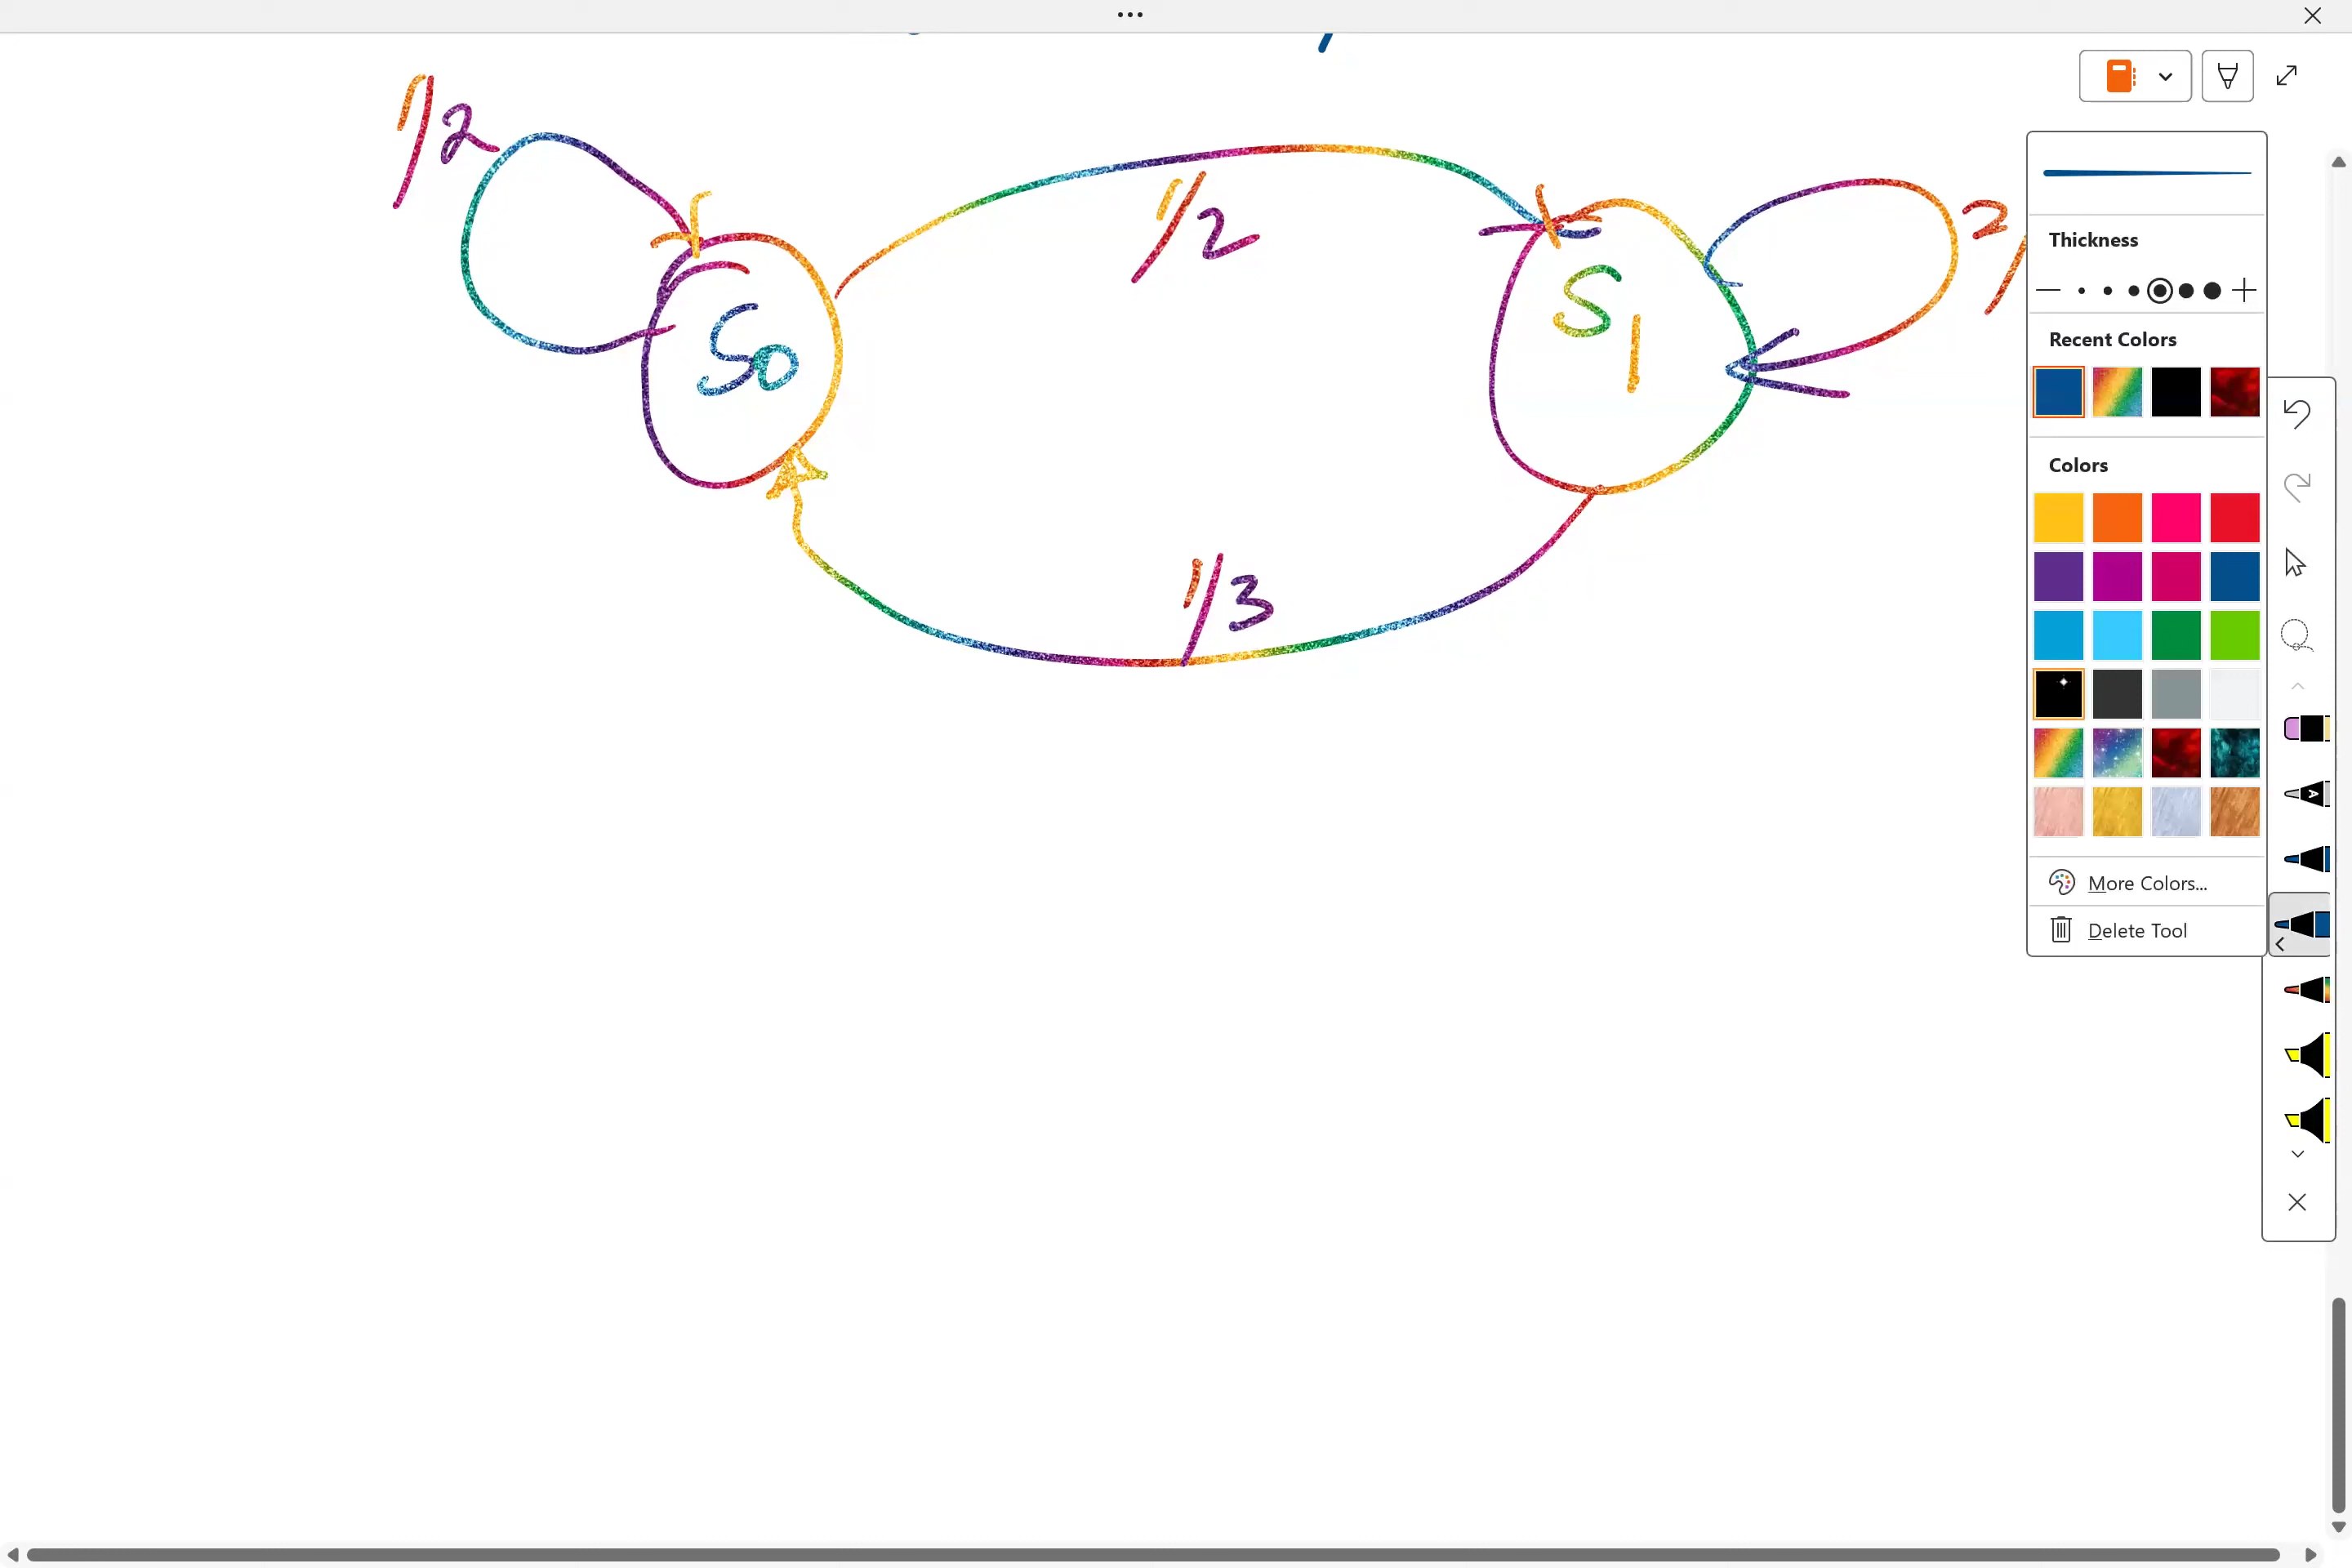 1/2
1/2
2/
S0
S1
1/3
Thickness
Recent Colors
Colors
More Colors...
Delete Tool
A